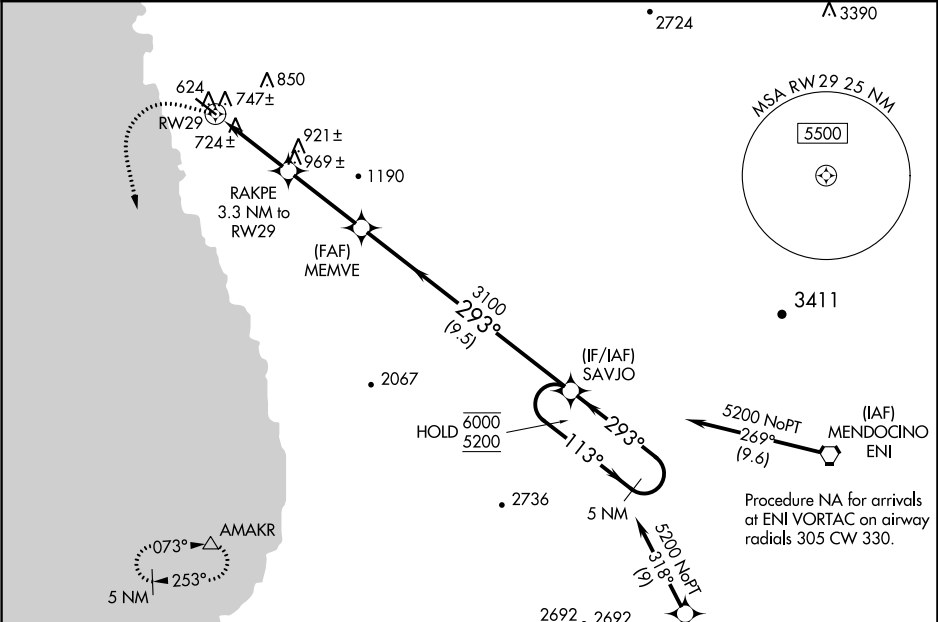 2724
3390
850
624
747±
RW29
724±
921±
969±
1190
RAKPE
3.3 NM to
RW29
(FAF)
MEMVE
MSA RW 29 25 NM
5500
3100
293°
(9.5)
3411
2067
(IF/IAF)
SAVJO
HOLD
6000
5200
293°
113°
5 NM
5200 NoPT
269°
(9.6)
(IAF)
MENDOCINO
ENI
Procedure NA for arrivals
at ENI VORTAC on airway
radials 305 CW 330.
2736
5200 NoPT
318°
(9)
AMAKR
073°
253°
5 NM
2692
2692